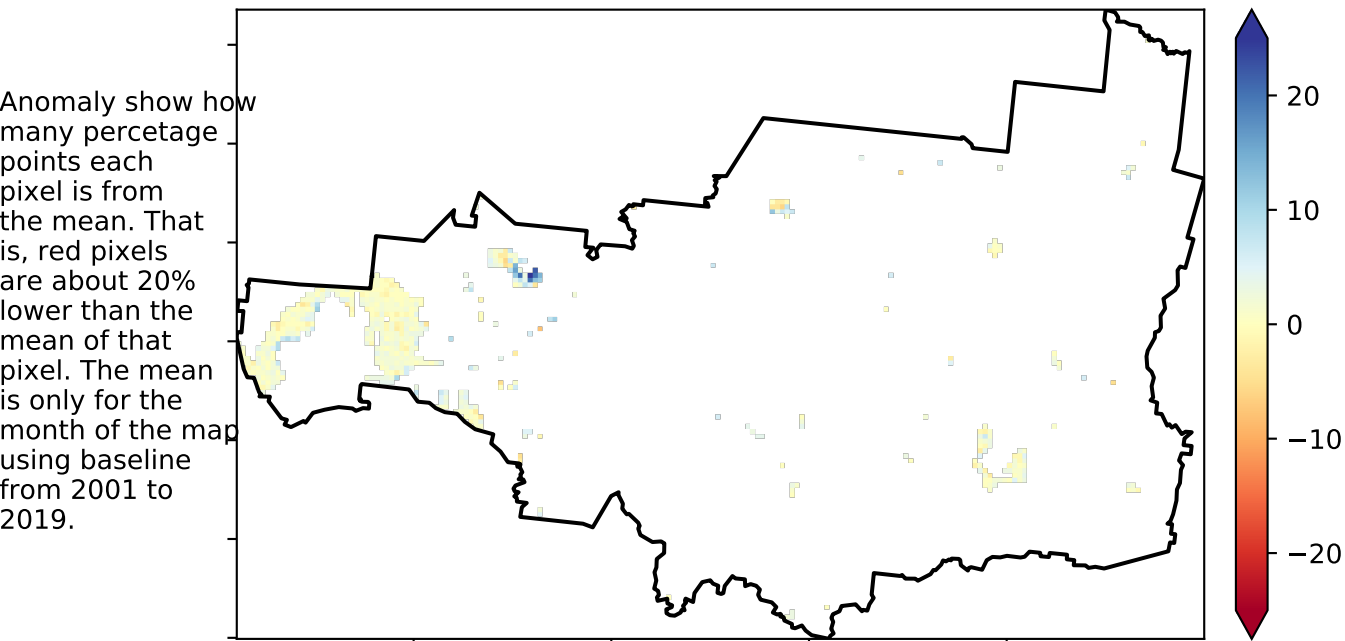 Anomaly show how
many percetage
points each
pixel is from
the mean. That
is, red pixels
are about 20%
lower than the
mean of that
pixel. The mean
is only for the
month of the map
using baseline
from 2001 to
2019.
20
10
0
−10
−20